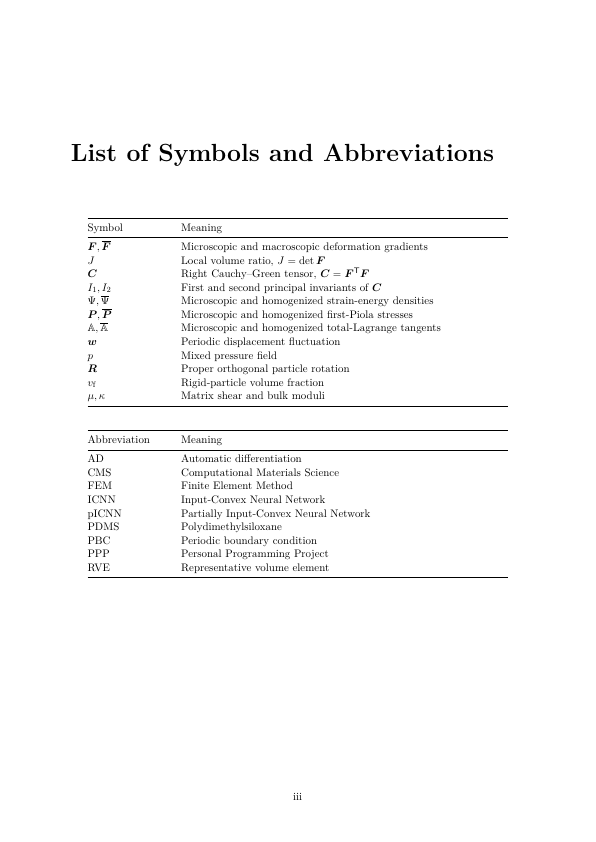 List of Symbols and Abbreviations
Symbol Meaning
F, F̅ Microscopic and macroscopic deformation gradients
J Local volume ratio, J = det F
C Right Cauchy–Green tensor, C = FᵀF
I₁, I₂ First and second principal invariants of C
Ψ, Ψ̅ Microscopic and homogenized strain-energy densities
P, P̅ Microscopic and homogenized first-Piola stresses
𝔸, 𝔸̅ Microscopic and homogenized total-Lagrange tangents
w Periodic displacement fluctuation
p Mixed pressure field
R Proper orthogonal particle rotation
v_f Rigid-particle volume fraction
μ, κ Matrix shear and bulk moduli
Abbreviation Meaning
AD Automatic differentiation
CMS Computational Materials Science
FEM Finite Element Method
ICNN Input-Convex Neural Network
pICNN Partially Input-Convex Neural Network
PDMS Polydimethylsiloxane
PBC Periodic boundary condition
PPP Personal Programming Project
RVE Representative volume element
iii